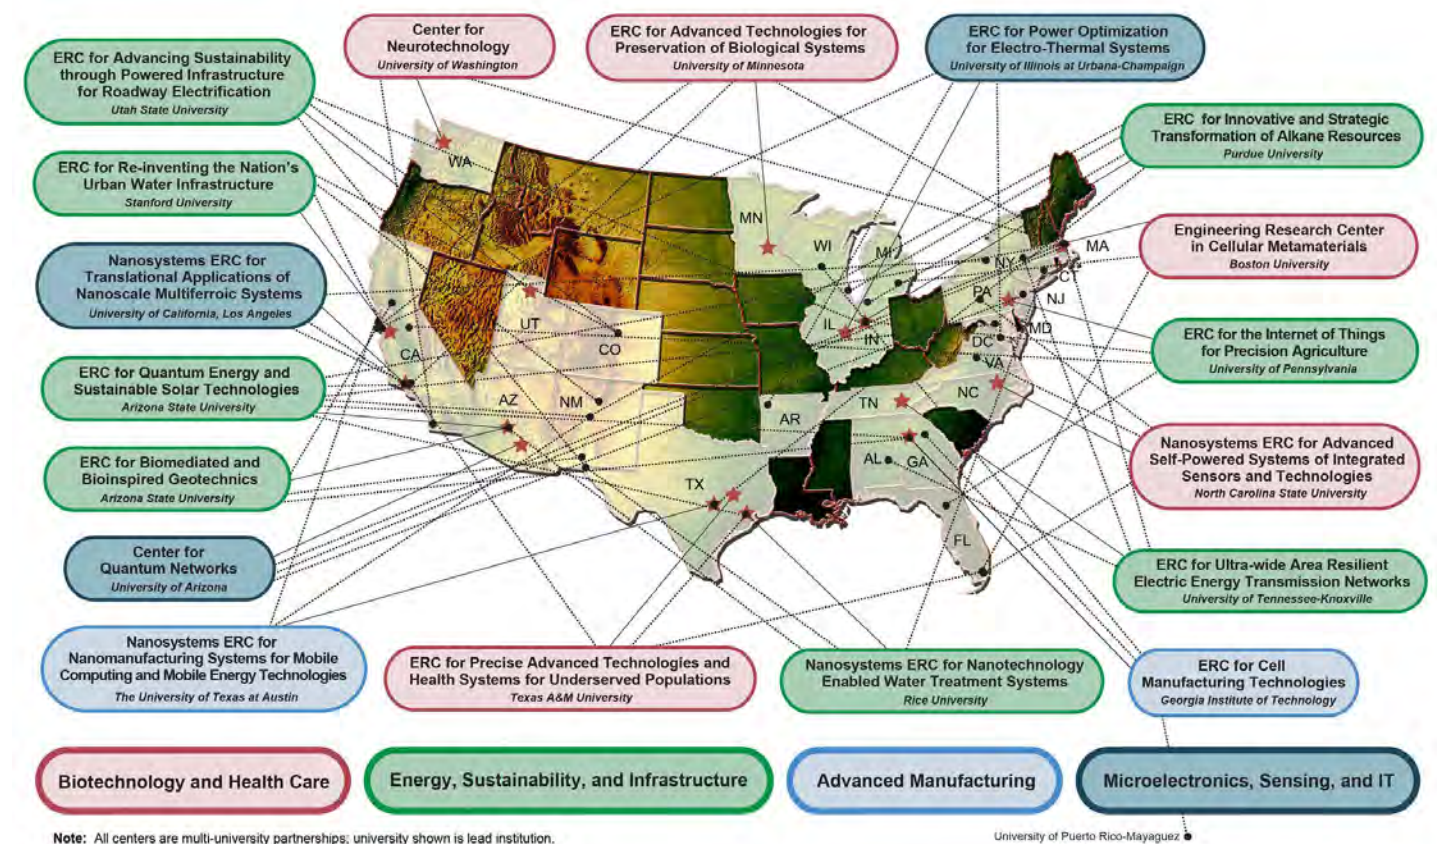 Center for
Neurotechnology
University of Washington
ERC for Advanced Technologies for
Preservation of Biological Systems
University of Minnesota
ERC for Power Optimization
for Electro-Thermal Systems
University of Illinois at Urbana-Champaign
ERC for Advancing Sustainability
through Powered Infrastructure
for Roadway Electrification
Utah State University
ERC for Innovative and Strategic
Transformation of Alkane Resources
Purdue University
ERC for Re-inventing the Nation's
Urban Water Infrastructure
Stanford University
Engineering Research Center
in Cellular Metamaterials
Boston University
Nanosystems ERC for
Translational Applications of
Nanoscale Multiferroic Systems
University of California, Los Angeles
ERC for the Internet of Things
for Precision Agriculture
University of Pennsylvania
ERC for Quantum Energy and
Sustainable Solar Technologies
Arizona State University
Nanosystems ERC for Advanced
Self-Powered Systems of Integrated
Sensors and Technologies
North Carolina State University
ERC for Biomediated and
Bioinspired Geotechnics
Arizona State University
Center for
Quantum Networks
University of Arizona
ERC for Ultra-wide Area Resilient
Electric Energy Transmission Networks
University of Tennessee-Knoxville
Nanosystems ERC for
Nanomanufacturing Systems for Mobile
Computing and Mobile Energy Technologies
The University of Texas at Austin
ERC for Precise Advanced Technologies and
Health Systems for Underserved Populations
Texas A&M University
Nanosystems ERC for Nanotechnology
Enabled Water Treatment Systems
Rice University
ERC for Cell
Manufacturing Technologies
Georgia Institute of Technology
WA
MN
WI
MI
NY
MA
CT
PA
NJ
UT
CO
CA
IL
IN
MD
DC
VA
AZ
NM
AR
TN
NC
AL
GA
TX
FL
Biotechnology and Health Care
Energy, Sustainability, and Infrastructure
Advanced Manufacturing
Microelectronics, Sensing, and IT
Note: All centers are multi-university partnerships; university shown is lead institution.
University of Puerto Rico-Mayaguez